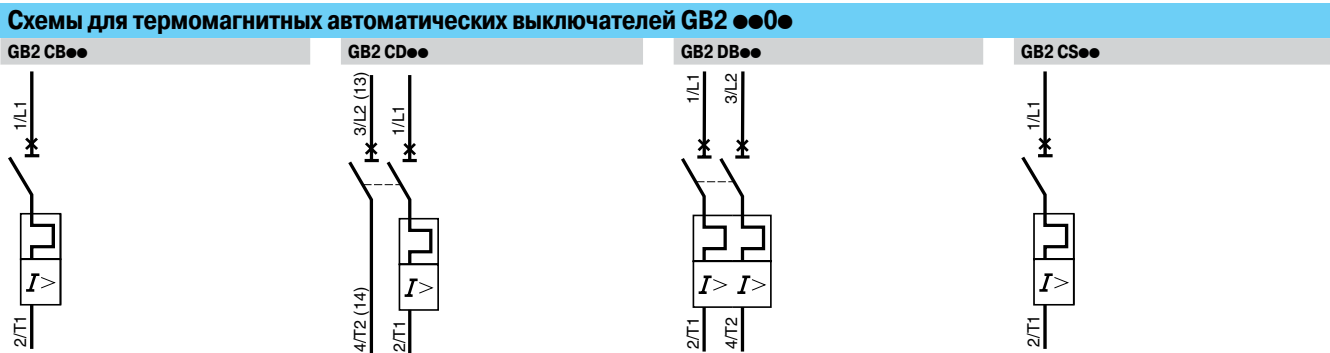 Схемы для термомагнитных автоматических выключателей GB2 ●●0●
GB2 CB●●
1/L1
I>
2/T1
GB2 CD●●
3/L2 (13)
1/L1
I>
4/T2 (14)
2/T1
GB2 DB●●
1/L1
3/L2
I> I>
2/T1
4/T2
GB2 CS●●
1/L1
I>
2/T1